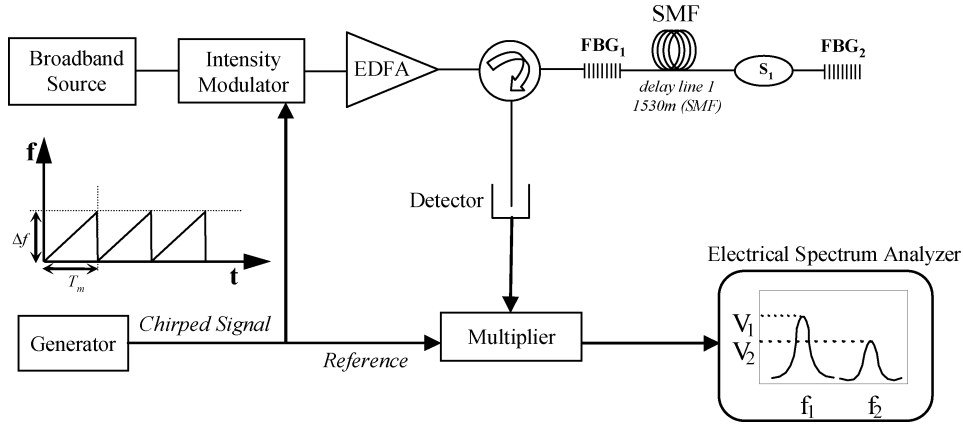 SMF
Broadband
Source
Intensity
Modulator
EDFA
FBG1
S1
FBG2
delay line 1
1530m (SMF)
f
Δf
Tm
t
Detector
Electrical Spectrum Analyzer
Generator
Chirped Signal
Reference
Multiplier
V1
V2
f1
f2